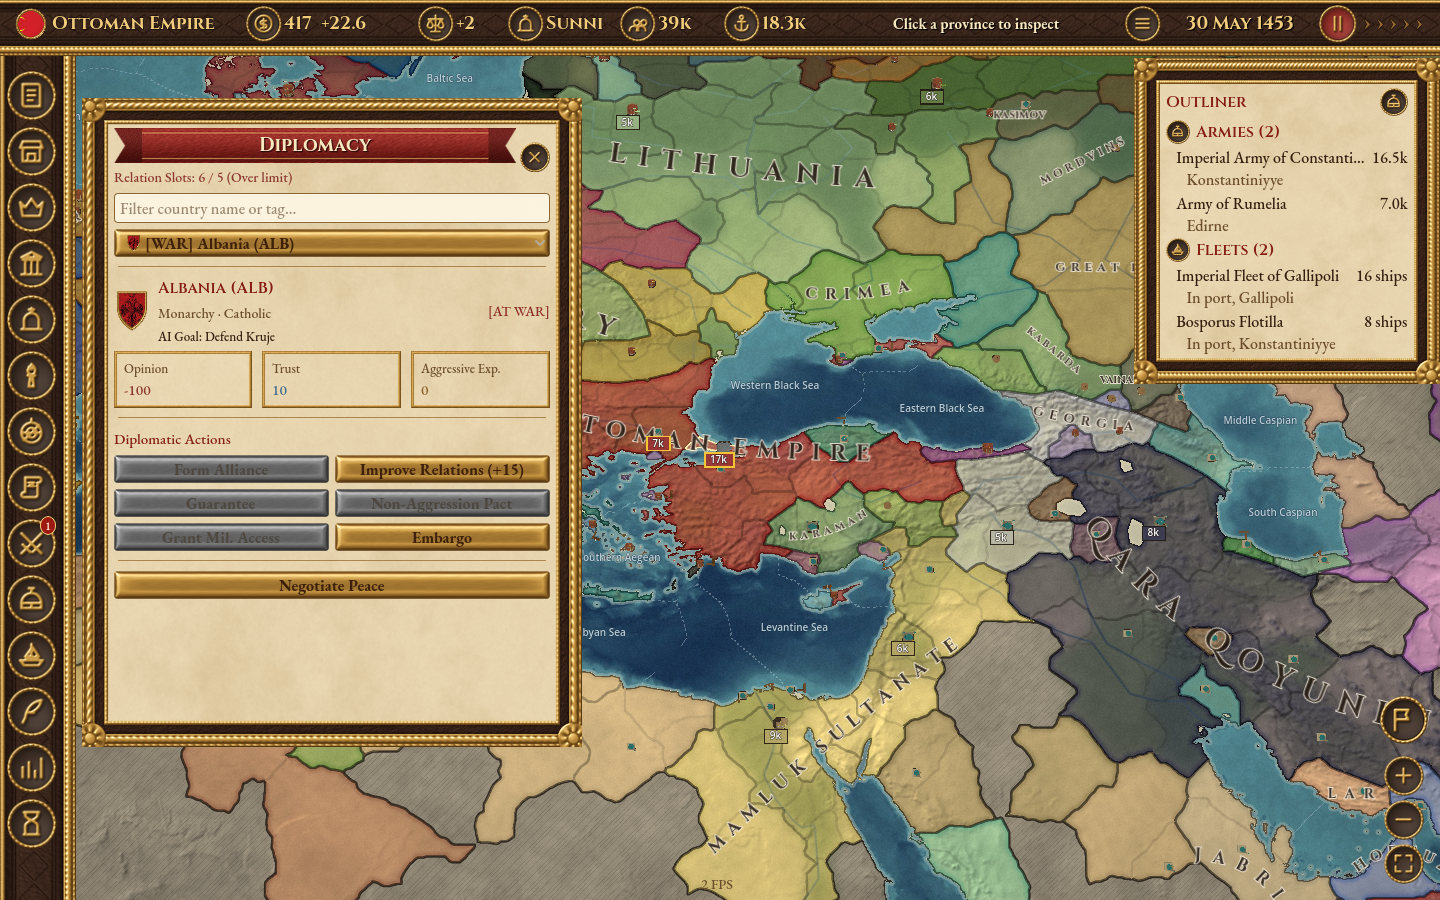 OTTOMAN EMPIRE
417 +22.6
+2
SUNNI
39K
18.3K
Click a province to inspect
30 MAY 1453
DIPLOMACY
Relation Slots: 6 / 5 (Over limit)
Filter country name or tag...
[WAR] Albania (ALB)
ALBANIA (ALB)
Monarchy · Catholic
[AT WAR]
AI Goal: Defend Kruje
Opinion
-100
Trust
10
Aggressive Exp.
0
Diplomatic Actions
Form Alliance
Improve Relations (+15)
Guarantee
Non-Aggression Pact
Grant Mil. Access
Embargo
Negotiate Peace
1
OUTLINER
ARMIES (2)
Imperial Army of Constanti... 16.5k
Konstantiniyye
Army of Rumelia 7.0k
Edirne
FLEETS (2)
Imperial Fleet of Gallipoli 16 ships
In port, Gallipoli
Bosporus Flotilla 8 ships
In port, Konstantiniyye
Baltic Sea
5k
6k
KASIMOV
LITHUANIA
MORDVINS
GREAT
CRIMEA
Y
KABARDA
VAINA
Western Black Sea
Eastern Black Sea
GEORGIA
Middle Caspian
TOMAN EMPIRE
7k
17k
KARAMAN
5k
8k
South Caspian
outhern Aegean
QARA QOYUN
byan Sea
Levantine Sea
6k
MAMLUK SULTANATE
9k
LAR
JABRI
2 FPS